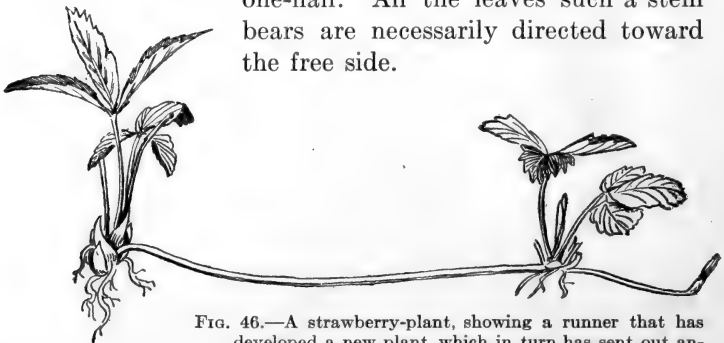 one-half. All the leaves such a stem
bears are necessarily directed toward
the free side.
FIG. 46.—A strawberry-plant, showing a runner that has
developed a new plant, which in turn has sent out an-